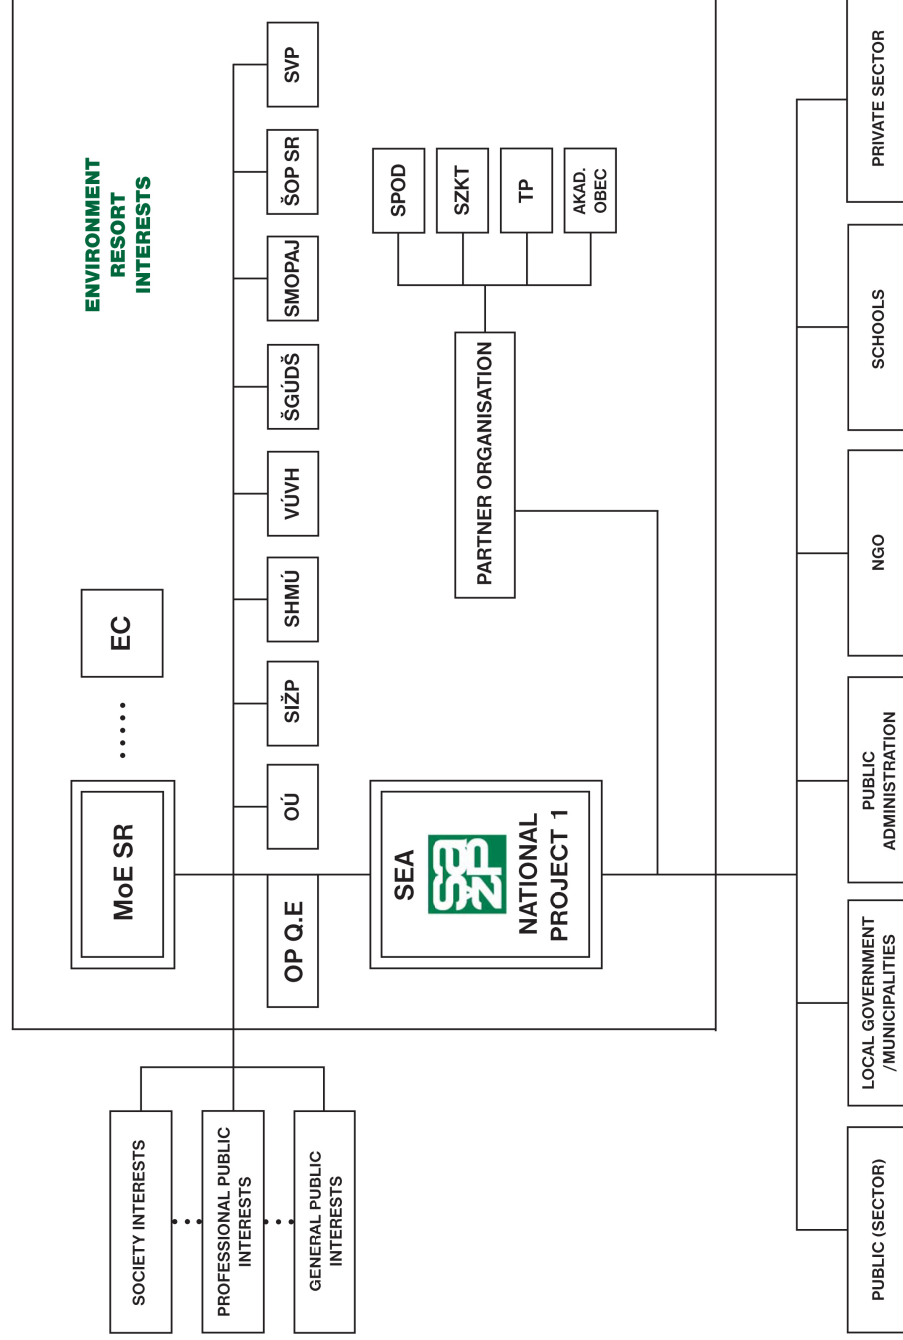 ENVIRONMENT
RESORT
INTERESTS
MoE SR
EC
SOCIETY INTERESTS
PROFESSIONAL PUBLIC
INTERESTS
GENERAL PUBLIC
INTERESTS
OP Q.E
OÚ
SIŽP
SHMÚ
VÚVH
ŠGÚDŠ
SMOPAJ
ŠOP SR
SVP
SEA
sa
žp
NATIONAL
PROJECT 1
PARTNER ORGANISATION
SPOD
SZKT
TP
AKAD.
OBEC
PUBLIC (SECTOR)
LOCAL GOVERNMENT
/MUNICIPALITIES
PUBLIC
ADMINISTRATION
NGO
SCHOOLS
PRIVATE SECTOR